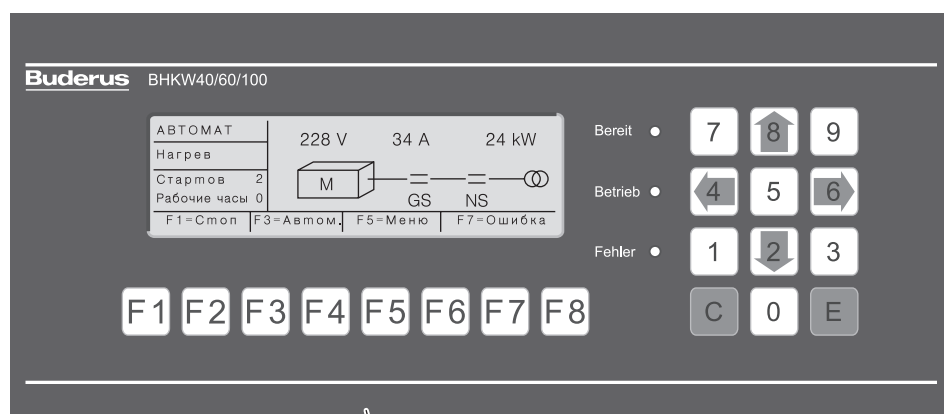 Buderus BHKW40/60/100
АВТОМАТ
228 V 34 A 24 kW
Нагрев
Стартов 2
M
Рабочие часы 0
GS NS
F1=Стоп F3=Автом. F5=Меню F7=Ошибка
Bereit
7 8 9
Betrieb
4 5 6
Fehler
1 2 3
F1 F2 F3 F4 F5 F6 F7 F8
C 0 E